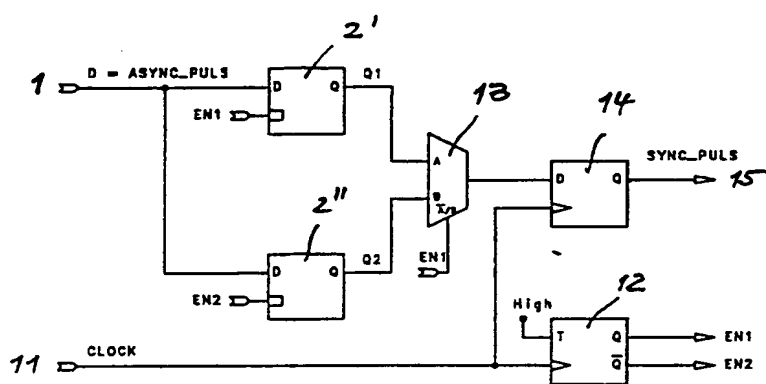 2'
1
D = ASYNC_PULS
D Q
Q1
EN1
13
14
A
B
A̅/B
SYNC_PULS
D Q
15
2"
D Q
Q2
EN1
EN2
High
12
T Q
EN1
11
CLOCK
Q̅
EN2